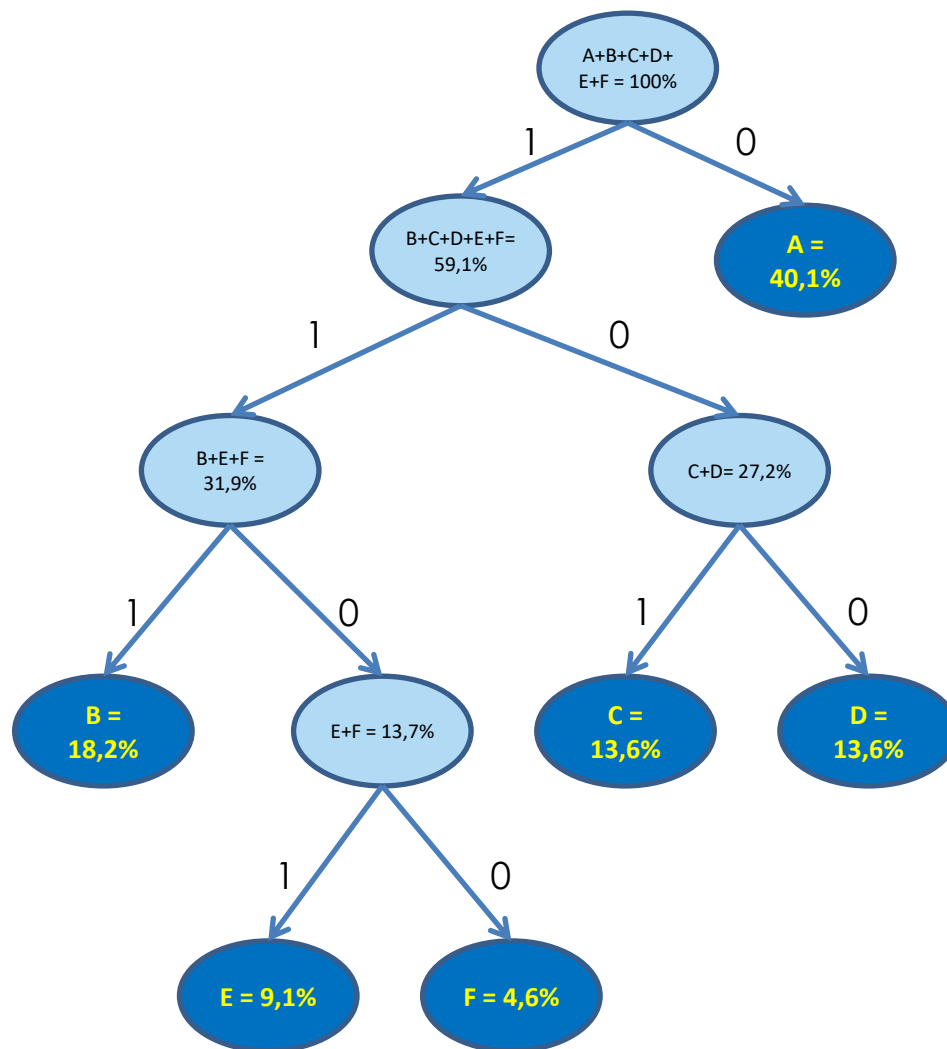 A+B+C+D+
E+F = 100%
1
0
B+C+D+E+F=
59,1%
A =
40,1%
1
0
B+E+F =
31,9%
C+D= 27,2%
1
0
1
0
B =
18,2%
E+F = 13,7%
C =
13,6%
D =
13,6%
1
0
E = 9,1%
F = 4,6%